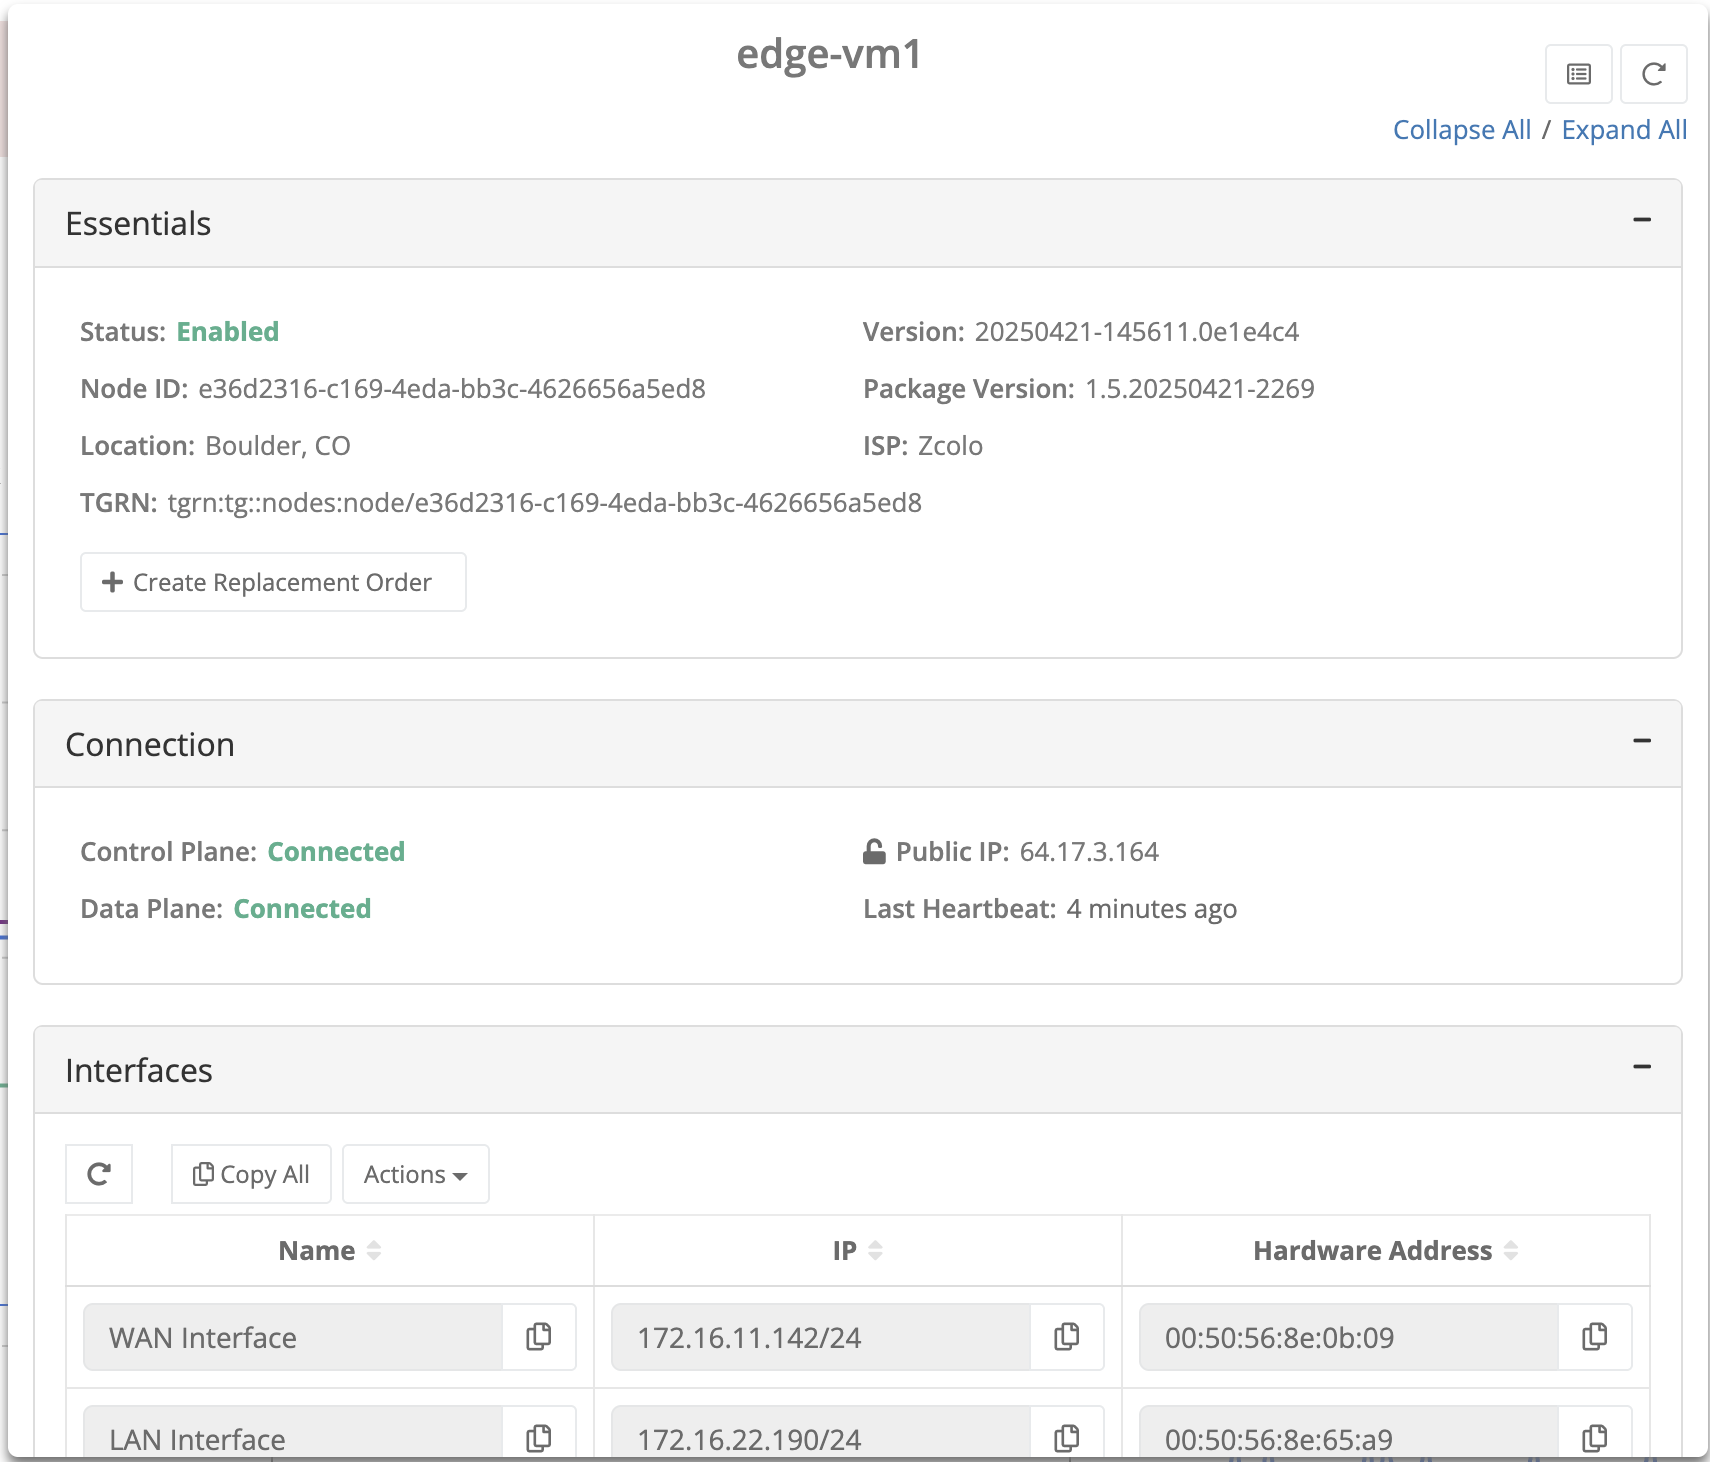 edge-vm1
Collapse All / Expand All
Essentials
Status: Enabled
Version: 20250421-145611.0e1e4c4
Node ID: e36d2316-c169-4eda-bb3c-4626656a5ed8
Package Version: 1.5.20250421-2269
Location: Boulder, CO
ISP: Zcolo
TGRN: tgrn:tg::nodes:node/e36d2316-c169-4eda-bb3c-4626656a5ed8
Create Replacement Order
Connection
Control Plane: Connected
Public IP: 64.17.3.164
Data Plane: Connected
Last Heartbeat: 4 minutes ago
Interfaces
Copy All
Actions
Name
IP
Hardware Address
WAN Interface
172.16.11.142/24
00:50:56:8e:0b:09
LAN Interface
172.16.22.190/24
00:50:56:8e:65:a9